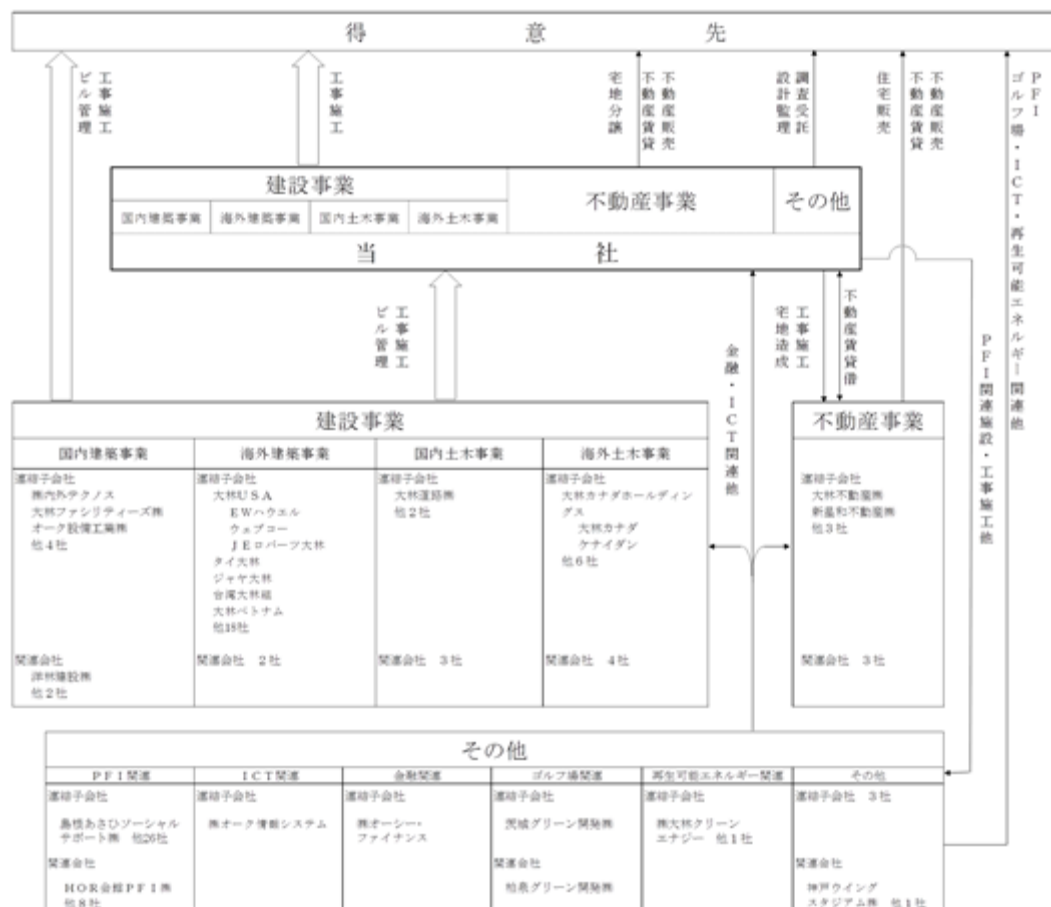 得意先
工事施工
ビル管理
工事施工
不動産販売
不動産賃貸
宅地分譲
調査受託
設計監理
不動産販売
不動産賃貸
住宅販売
PFI
ゴルフ場・ICT・再生可能エネルギー関連他
建設事業
国内建築事業
海外建築事業
国内土木事業
海外土木事業
不動産事業
その他
当社
工事施工
ビル管理
金融・ICT関連他
工事施工
宅地造成
不動産賃貸借
PFI関連施設・工事施工他
建設事業
国内建築事業
連結子会社
㈱内外テクノス
大林ファシリティーズ㈱
オーク設備工業㈱
他4社
関連会社
洋林建設㈱
他2社
海外建築事業
連結子会社
大林USA
EWハウエル
ウェブコー
JEロバーツ大林
タイ大林
ジャヤ大林
台湾大林組
大林ベトナム
他18社
関連会社 2社
国内土木事業
連結子会社
大林道路㈱
他2社
関連会社 3社
海外土木事業
連結子会社
大林カナダホールディン
グス
大林カナダ
ケナイダン
他6社
関連会社 4社
不動産事業
連結子会社
大林不動産㈱
新星和不動産㈱
他3社
関連会社 3社
その他
PFI関連
連結子会社
島根あさひソーシャル
サポート㈱ 他26社
関連会社
HOR会館PFI㈱
他8社
ICT関連
連結子会社
㈱オーク情報システム
金融関連
連結子会社
㈱オーシー・
ファイナンス
ゴルフ場関連
連結子会社
茨城グリーン開発㈱
関連会社
柏泉グリーン開発㈱
再生可能エネルギー関連
連結子会社
㈱大林クリーン
エナジー 他1社
その他
連結子会社 3社
関連会社
神戸ウイング
スタジアム㈱ 他1社